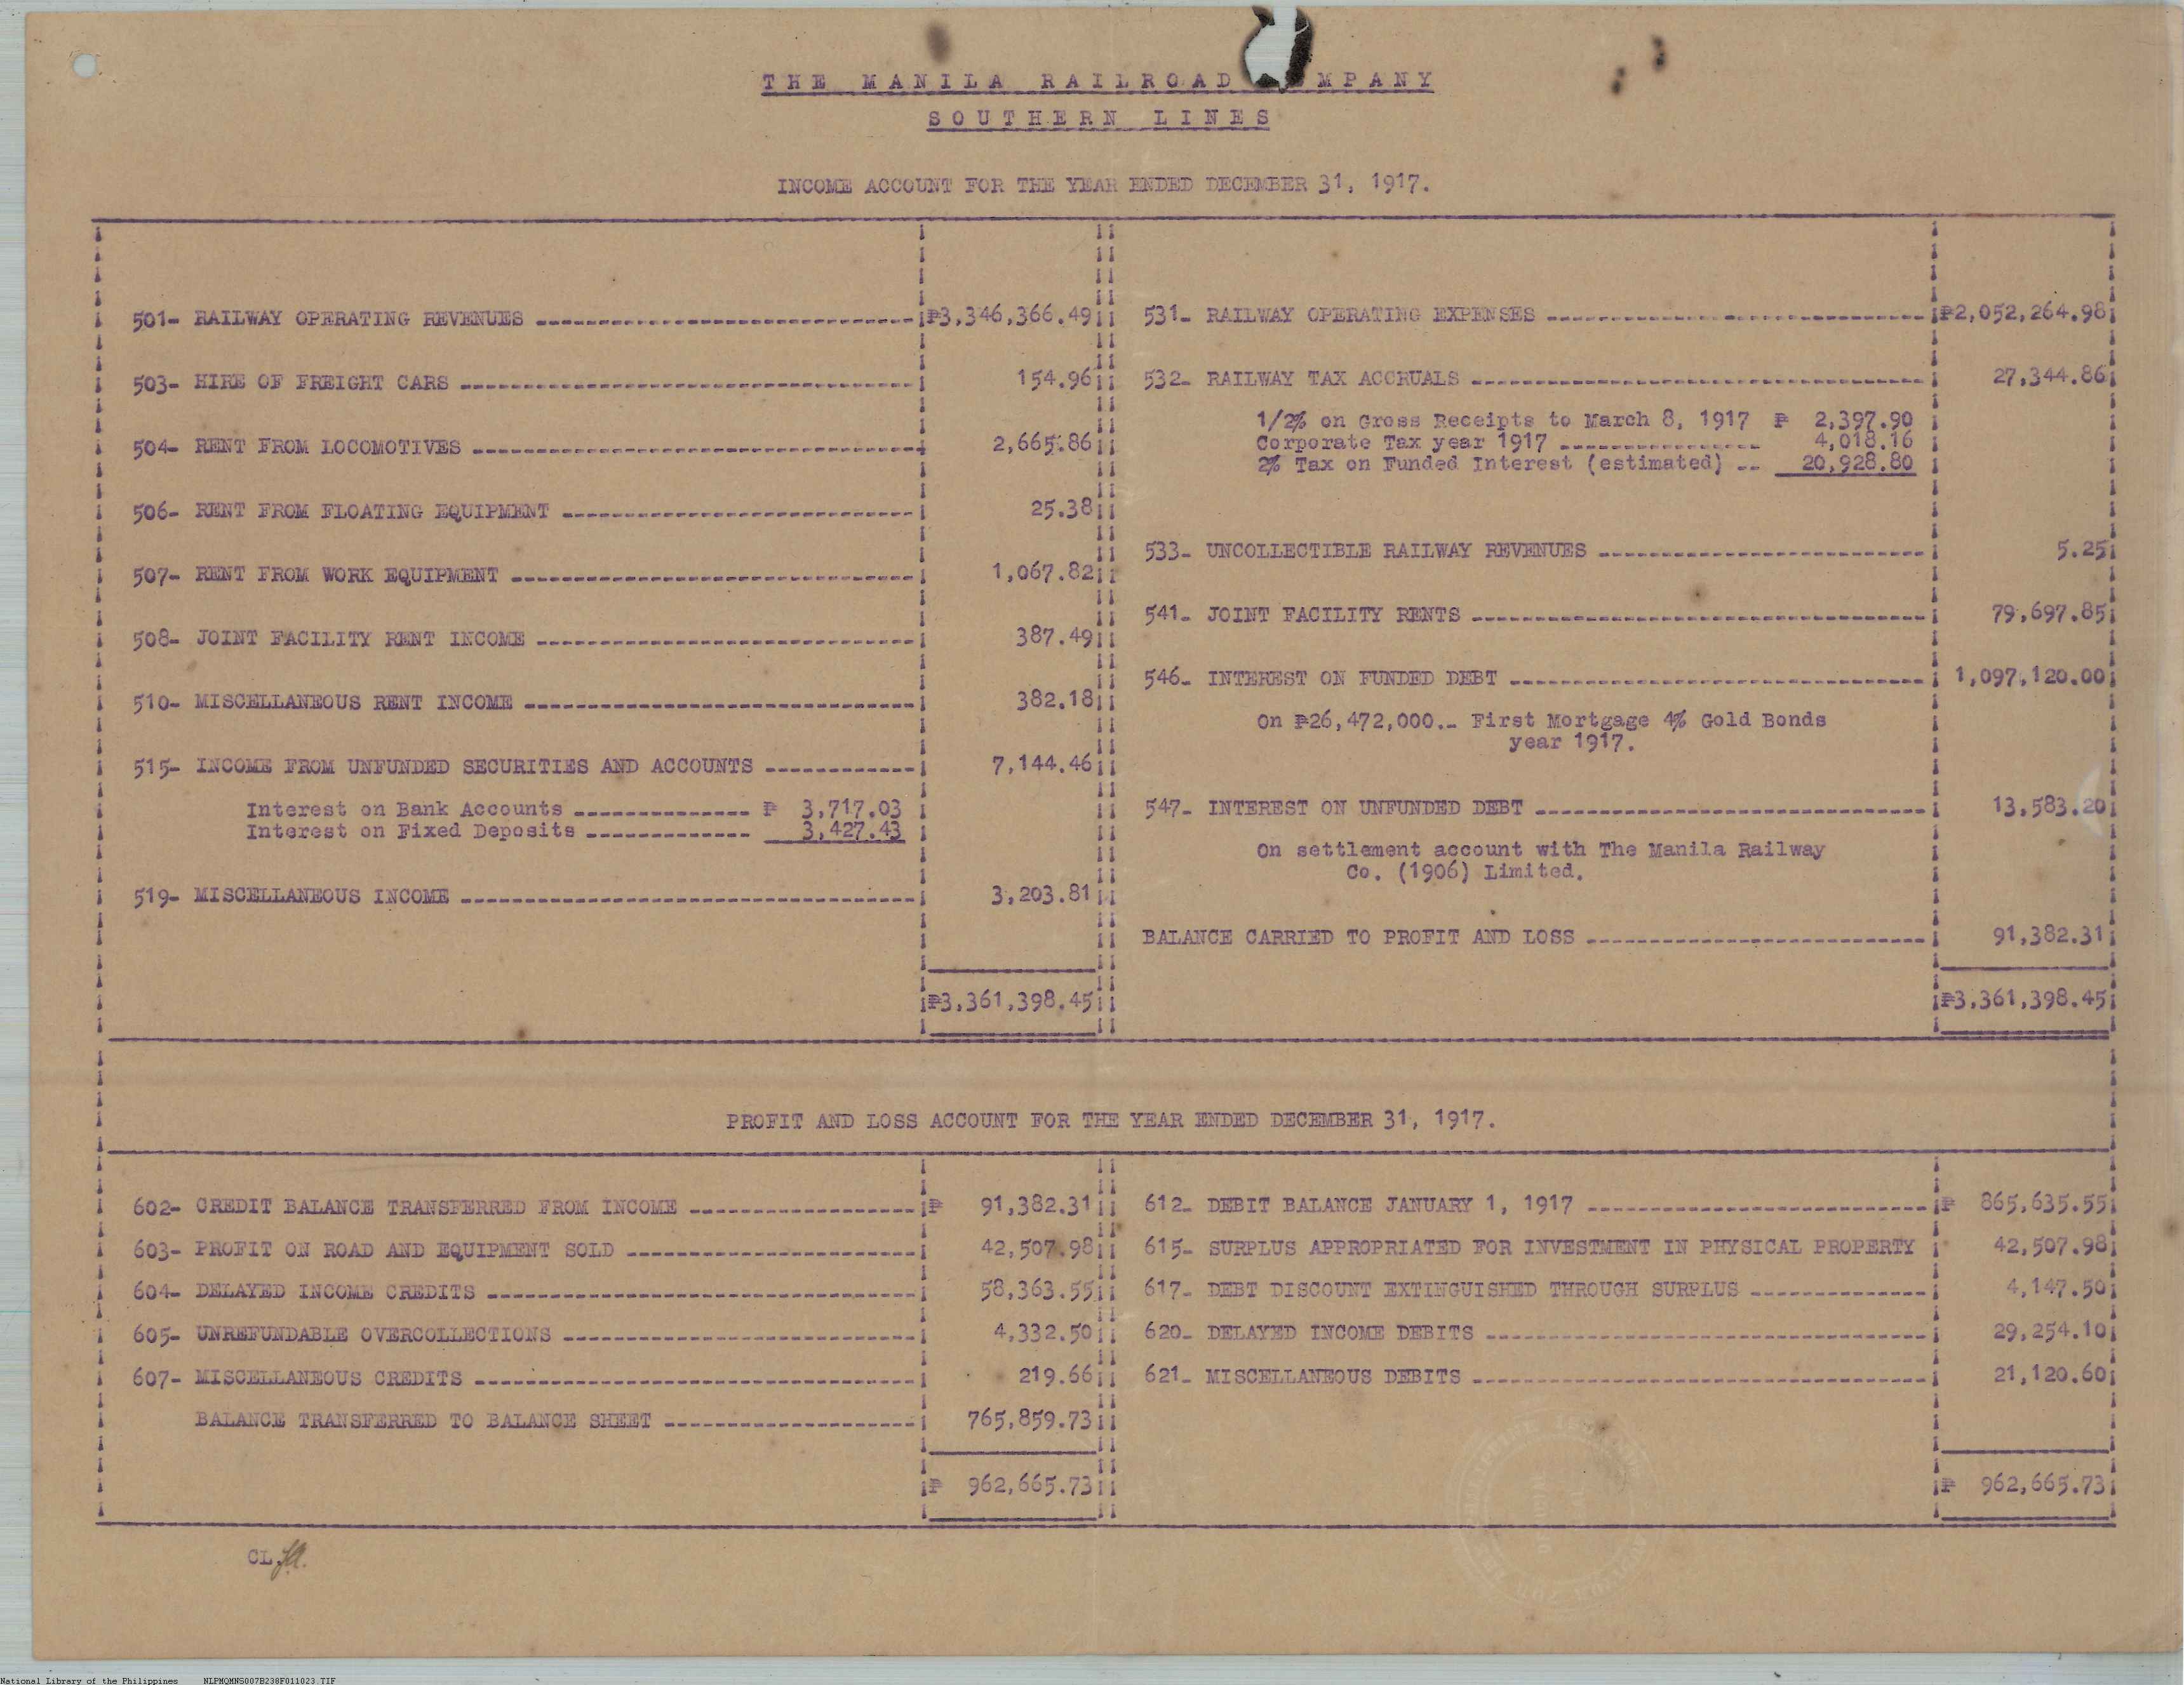 THE MANILA RAILROAD MPANY
SOUTHERN LINES
INCOME ACCOUNT FOR THE YEAR ENDED DECEMBER 31, 1917.
501- RAILWAY OPERATING REVENUES ₱3,346,366.49
503- HIRE OF FREIGHT CARS 154.96
504- RENT FROM LOCOMOTIVES 2,665.86
506- RENT FROM FLOATING EQUIPMENT 25.38
507- RENT FROM WORK EQUIPMENT 1,067.82
508- JOINT FACILITY RENT INCOME 387.49
510- MISCELLANEOUS RENT INCOME 382.18
515- INCOME FROM UNFUNDED SECURITIES AND ACCOUNTS 7,144.46
Interest on Bank Accounts ₱ 3,717.03
Interest on Fixed Deposits 3,427.43
519- MISCELLANEOUS INCOME 3,203.81
₱3,361,398.45
531- RAILWAY OPERATING EXPENSES ₱2,052,264.98
532- RAILWAY TAX ACCRUALS 27,344.86
1/2% on Gross Receipts to March 8, 1917 ₱ 2,397.90
Corporate Tax year 1917 4,018.16
2% Tax on Funded Interest (estimated) -- 20,928.80
533- UNCOLLECTIBLE RAILWAY REVENUES 5.25
541- JOINT FACILITY RENTS 79,697.85
546- INTEREST ON FUNDED DEBT 1,097,120.00
On ₱26,472,000.- First Mortgage 4% Gold Bonds
year 1917.
547- INTEREST ON UNFUNDED DEBT 13,583.20
On settlement account with The Manila Railway
Co. (1906) Limited.
BALANCE CARRIED TO PROFIT AND LOSS 91,382.31
₱3,361,398.45
PROFIT AND LOSS ACCOUNT FOR THE YEAR ENDED DECEMBER 31, 1917.
602- CREDIT BALANCE TRANSFERRED FROM INCOME ₱ 91,382.31
603- PROFIT ON ROAD AND EQUIPMENT SOLD 42,507.98
604- DELAYED INCOME CREDITS 58,363.55
605- UNREFUNDABLE OVERCOLLECTIONS 4,332.50
607- MISCELLANEOUS CREDITS 219.66
BALANCE TRANSFERRED TO BALANCE SHEET 765,859.73
₱ 962,665.73
612- DEBIT BALANCE JANUARY 1, 1917 ₱ 865,635.55
615- SURPLUS APPROPRIATED FOR INVESTMENT IN PHYSICAL PROPERTY 42,507.98
617- DEBT DISCOUNT EXTINGUISHED THROUGH SURPLUS 4,147.50
620- DELAYED INCOME DEBITS 29,254.10
621- MISCELLANEOUS DEBITS 21,120.60
₱ 962,665.73
CL
National Library of the Philippines NLPMQMNS007B238F011023.TIF